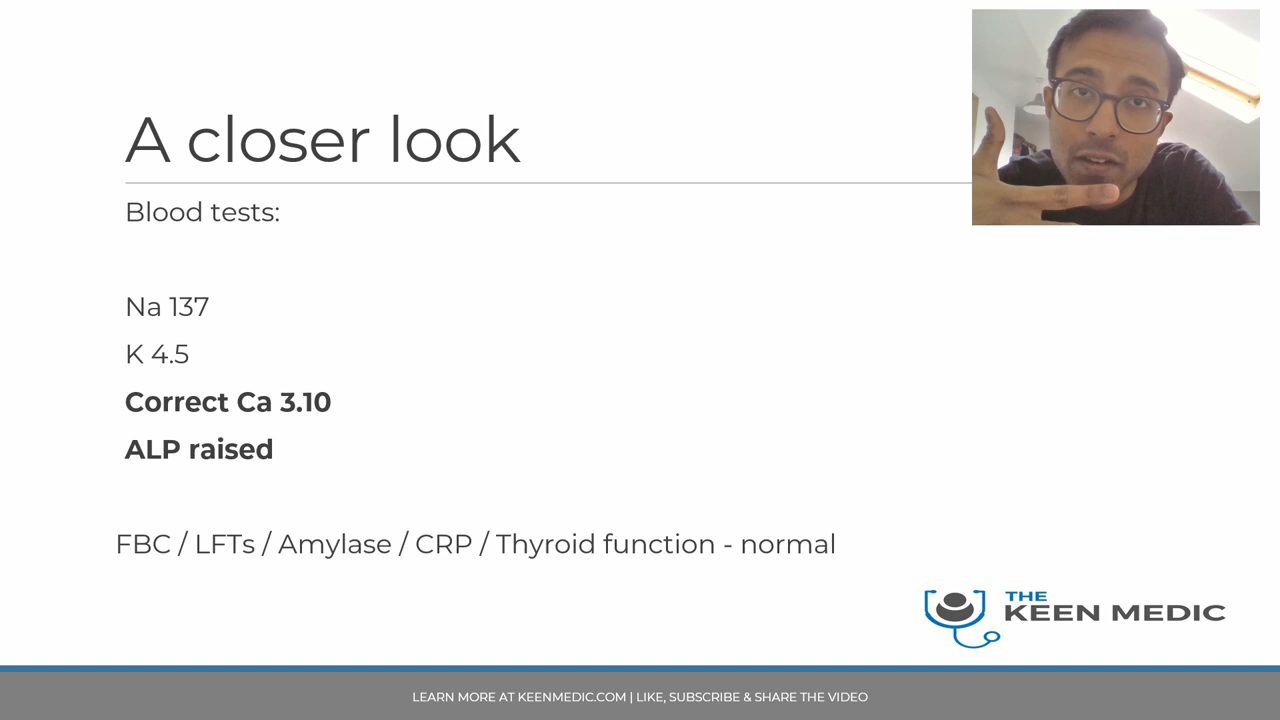 A closer look
Blood tests:
Na 137
K 4.5
Correct Ca 3.10
ALP raised
FBC / LFTs / Amylase / CRP / Thyroid function - normal
THE
KEEN MEDIC
LEARN MORE AT KEENMEDIC.COM | LIKE, SUBSCRIBE & SHARE THE VIDEO